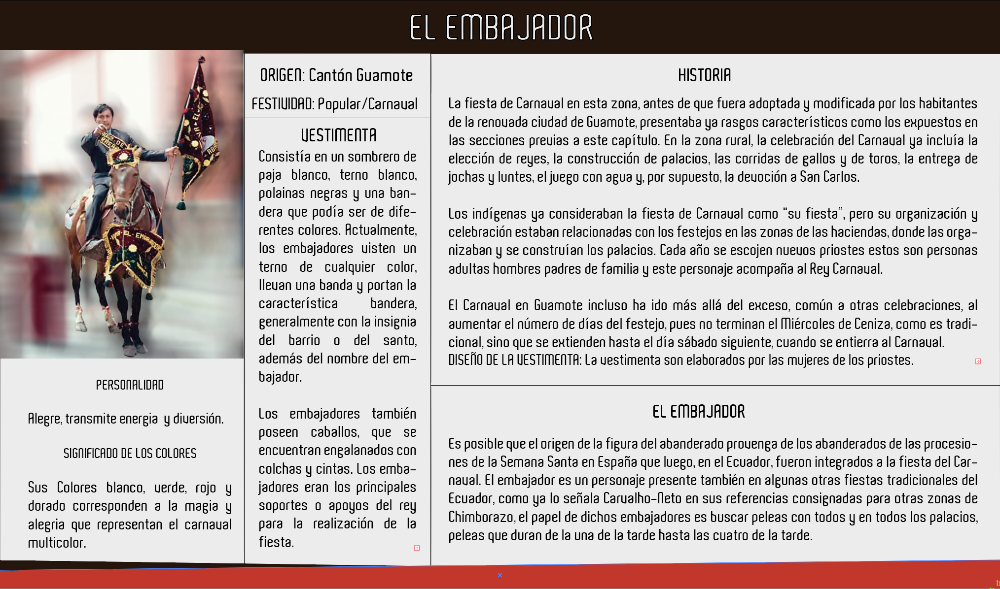 EL EMBAJADOR
VIVA EL EMBAJADOR
ORIGEN: Cantón Guamote
FESTIVIDAD: Popular/Carnaval
VESTIMENTA
Consistía en un sombrero de
paja blanco, terno blanco,
polainas negras y una ban-
dera que podía ser de dife-
rentes colores. Actualmente,
los embajadores visten un
terno de cualquier color,
llevan una banda y portan la
característica bandera,
generalmente con la insignia
del barrio o del santo,
además del nombre del em-
bajador.
Los embajadores también
poseen caballos, que se
encuentran engalanados con
colchas y cintas. Los emba-
jadores eran los principales
soportes o apoyos del rey
para la realización de la
fiesta.
PERSONALIDAD
Alegre, transmite energia y diversión.
SIGNIFICADO DE LOS COLORES
Sus Colores blanco, verde, rojo y
dorado corresponden a la magia y
alegria que representan el carnaval
multicolor.
HISTORIA
La fiesta de Carnaval en esta zona, antes de que fuera adoptada y modificada por los habitantes
de la renovada ciudad de Guamote, presentaba ya rasgos característicos como los expuestos en
las secciones previas a este capítulo. En la zona rural, la celebración del Carnaval ya incluía la
elección de reyes, la construcción de palacios, las corridas de gallos y de toros, la entrega de
jochas y luntes, el juego con agua y, por supuesto, la devoción a San Carlos.
Los indígenas ya consideraban la fiesta de Carnaval como “su fiesta”, pero su organización y
celebración estaban relacionadas con los festejos en las zonas de las haciendas, donde las orga-
nizaban y se construían los palacios. Cada año se escojen nuevos priostes estos son personas
adultas hombres padres de familia y este personaje acompaña al Rey Carnaval.
El Carnaval en Guamote incluso ha ido más allá del exceso, común a otras celebraciones, al
aumentar el número de días del festejo, pues no terminan el Miércoles de Ceniza, como es tradi-
cional, sino que se extienden hasta el día sábado siguiente, cuando se entierra al Carnaval.
DISEÑO DE LA VESTIMENTA: La vestimenta son elaborados por las mujeres de los priostes.
EL EMBAJADOR
Es posible que el origen de la figura del abanderado provenga de los abanderados de las procesio-
nes de la Semana Santa en España que luego, en el Ecuador, fueron integrados a la fiesta del Car-
naval. El embajador es un personaje presente también en algunas otras fiestas tradicionales del
Ecuador, como ya lo señala Carvalho-Neto en sus referencias consignadas para otras zonas de
Chimborazo, el papel de dichos embajadores es buscar peleas con todos y en todos los palacios,
peleas que duran de la una de la tarde hasta las cuatro de la tarde.